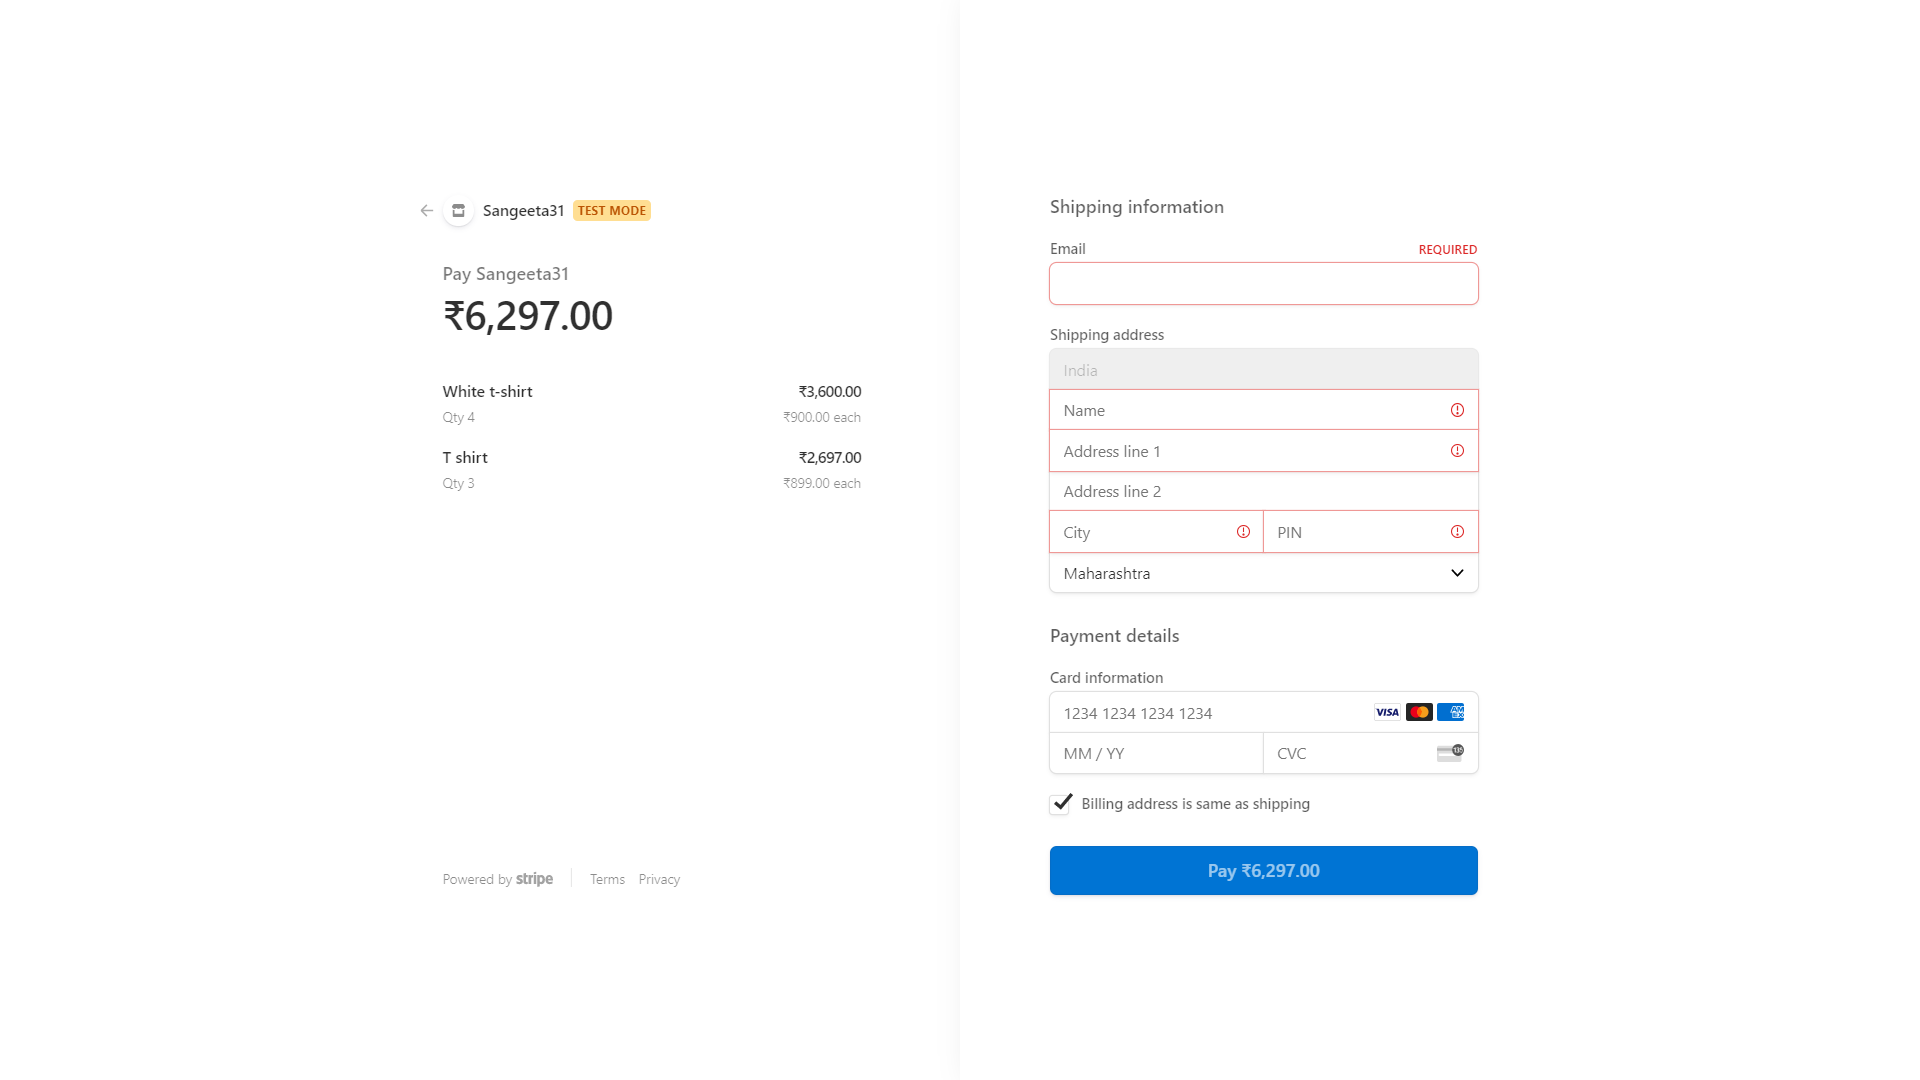 Sangeeta31 TEST MODE
Pay Sangeeta31
₹6,297.00
White t-shirt ₹3,600.00
Qty 4 ₹900.00 each
T shirt ₹2,697.00
Qty 3 ₹899.00 each
Powered by stripe Terms Privacy
Shipping information
Email REQUIRED
Shipping address
India
Name
Address line 1
Address line 2
City PIN
Maharashtra
Payment details
Card information
1234 1234 1234 1234 VISA AM EX
MM / YY CVC 135
Billing address is same as shipping
Pay ₹6,297.00